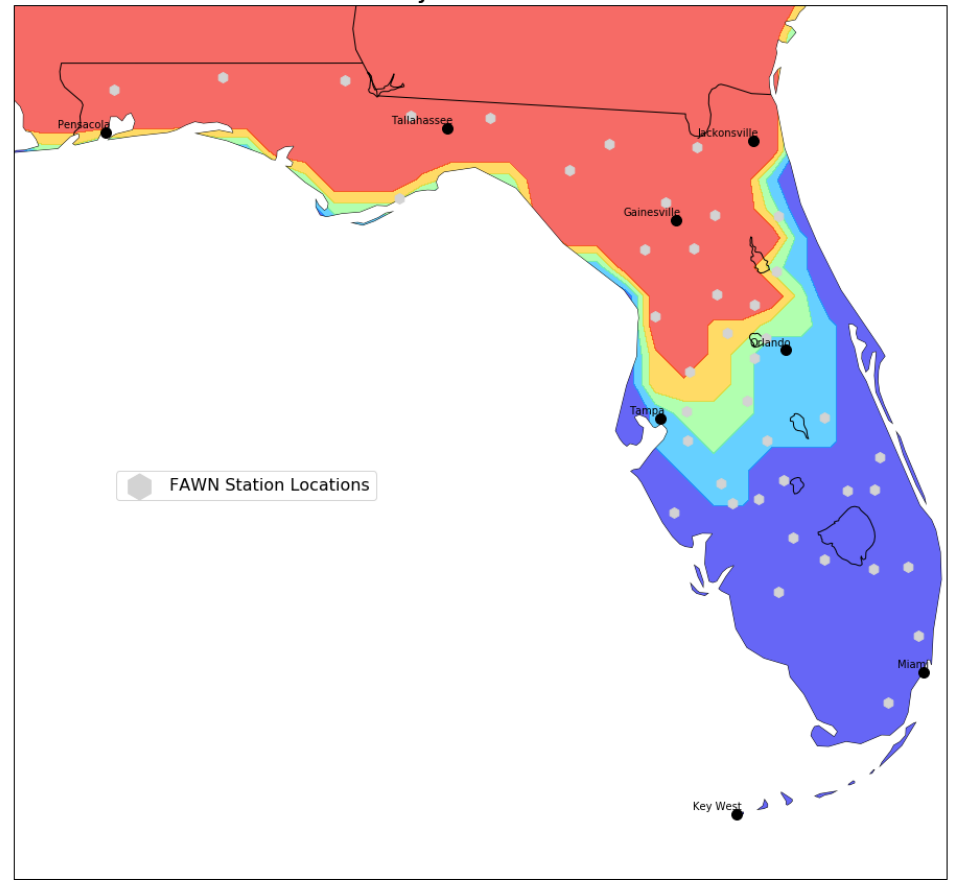 Pensacola
Tallahassee
Jacksonville
Gainesville
Orlando
Tampa
FAWN Station Locations
Miami
Key West